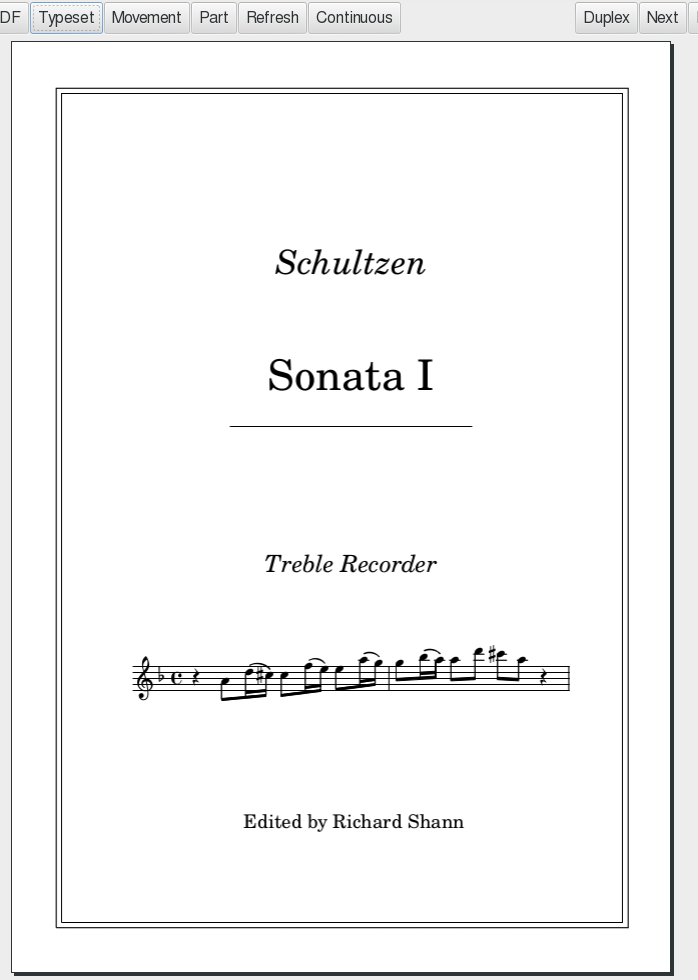 DF Typeset Movement Part Refresh Continuous Duplex Next
Schultzen
Sonata I
Treble Recorder
Edited by Richard Shann